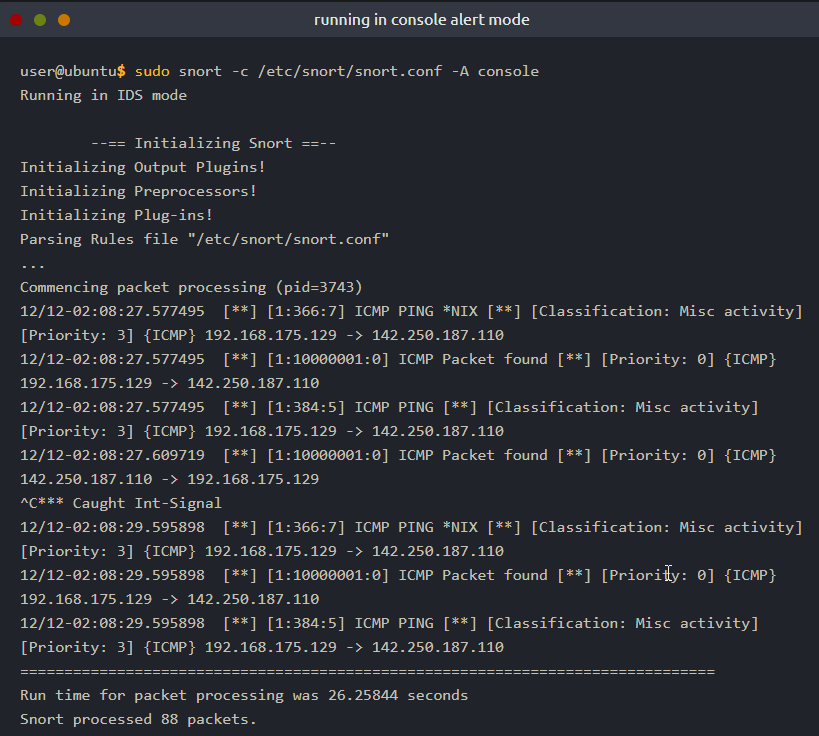 running in console alert mode
user@ubuntu$ sudo snort -c /etc/snort/snort.conf -A console
Running in IDS mode
        --== Initializing Snort ==--
Initializing Output Plugins!
Initializing Preprocessors!
Initializing Plug-ins!
Parsing Rules file "/etc/snort/snort.conf"
...
Commencing packet processing (pid=3743)
12/12-02:08:27.577495  [**] [1:366:7] ICMP PING *NIX [**] [Classification: Misc activity]
[Priority: 3] {ICMP} 192.168.175.129 -> 142.250.187.110
12/12-02:08:27.577495  [**] [1:10000001:0] ICMP Packet found [**] [Priority: 0] {ICMP}
192.168.175.129 -> 142.250.187.110
12/12-02:08:27.577495  [**] [1:384:5] ICMP PING [**] [Classification: Misc activity]
[Priority: 3] {ICMP} 192.168.175.129 -> 142.250.187.110
12/12-02:08:27.609719  [**] [1:10000001:0] ICMP Packet found [**] [Priority: 0] {ICMP}
142.250.187.110 -> 192.168.175.129
^C*** Caught Int-Signal
12/12-02:08:29.595898  [**] [1:366:7] ICMP PING *NIX [**] [Classification: Misc activity]
[Priority: 3] {ICMP} 192.168.175.129 -> 142.250.187.110
12/12-02:08:29.595898  [**] [1:10000001:0] ICMP Packet found [**] [Priority: 0] {ICMP}
192.168.175.129 -> 142.250.187.110
12/12-02:08:29.595898  [**] [1:384:5] ICMP PING [**] [Classification: Misc activity]
[Priority: 3] {ICMP} 192.168.175.129 -> 142.250.187.110
===============================================================================
Run time for packet processing was 26.25844 seconds
Snort processed 88 packets.